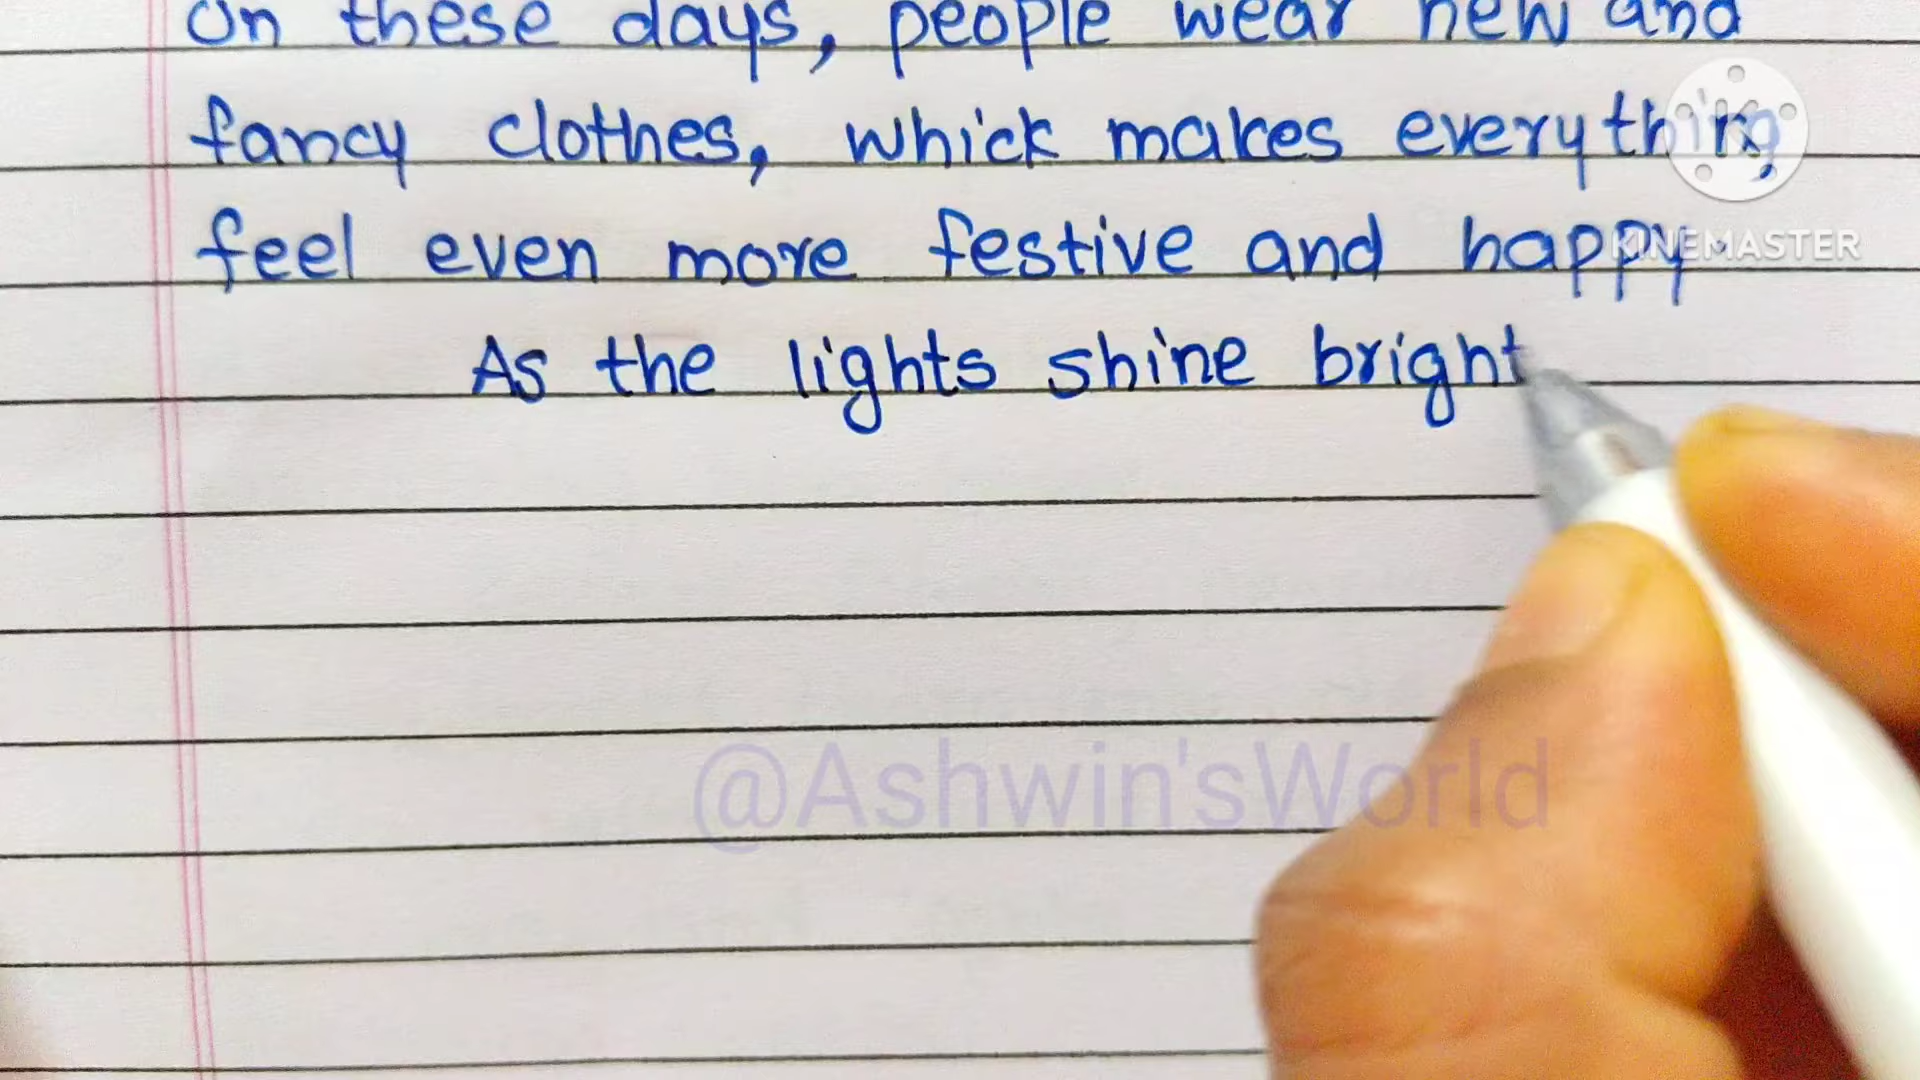 On these days, people wear new and
fancy clothes, whick makes everything
feel even more festive and happy.
As the lights shine bright
@Ashwin'sWorld
KINEMASTER